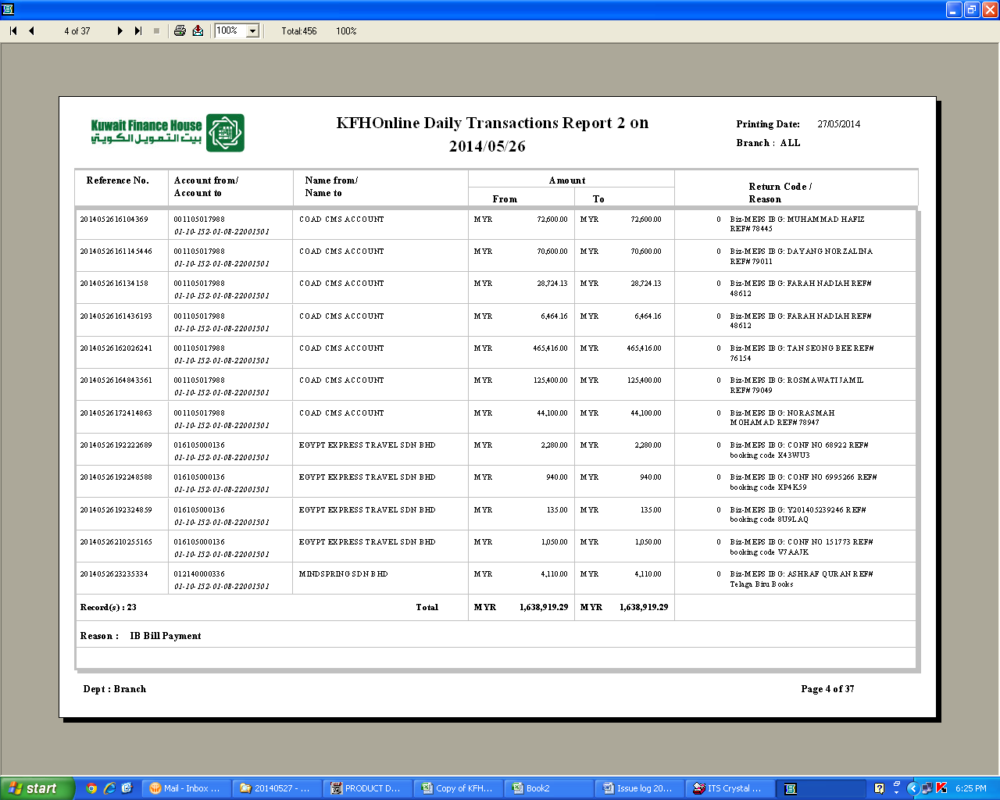 4 of 37 100% Total:456 100%
Kuwait Finance House
بيت التمويل الكويتي
KFHOnline Daily Transactions Report 2 on
2014/05/26
Printing Date: 27/05/2014
Branch : ALL
Reference No. Account from/ Name from/ Amount Return Code /
Account to Name to From To Reason
2014052616104369 001105017988 COAD CMS ACCOUNT MYR 72,600.00 MYR 72,600.00 0 Biz-MEPS IBG: MUHAMMAD HAFIZ
01-10-152-01-08-22001501 REF# 78445
20140526161145446 001105017988 COAD CMS ACCOUNT MYR 70,600.00 MYR 70,600.00 0 Biz-MEPS IBG: DAYANG NORZALINA
01-10-152-01-08-22001501 REF# 79011
2014052616134158 001105017988 COAD CMS ACCOUNT MYR 28,724.13 MYR 28,724.13 0 Biz-MEPS IBG: FARAH NADIAH REF#
01-10-152-01-08-22001501 48612
20140526161436193 001105017988 COAD CMS ACCOUNT MYR 6,464.16 MYR 6,464.16 0 Biz-MEPS IBG: FARAH NADIAH REF#
01-10-152-01-08-22001501 48612
20140526162026241 001105017988 COAD CMS ACCOUNT MYR 465,416.00 MYR 465,416.00 0 Biz-MEPS IBG: TAN SEONG BEE REF#
01-10-152-01-08-22001501 76154
20140526164843561 001105017988 COAD CMS ACCOUNT MYR 125,400.00 MYR 125,400.00 0 Biz-MEPS IBG: ROSMAWATI JAMIL
01-10-152-01-08-22001501 REF# 79049
20140526172414863 001105017988 COAD CMS ACCOUNT MYR 44,100.00 MYR 44,100.00 0 Biz-MEPS IBG: NORASMAH
01-10-152-01-08-22001501 MOHAMAD REF# 78947
20140526192222689 016105000136 EGYPT EXPRESS TRAVEL SDN BHD MYR 2,280.00 MYR 2,280.00 0 Biz-MEPS IBG: CONF NO 68922 REF#
01-10-152-01-08-22001501 booking code X43WU3
20140526192248588 016105000136 EGYPT EXPRESS TRAVEL SDN BHD MYR 940.00 MYR 940.00 0 Biz-MEPS IBG: CONF NO 6995266 REF#
01-10-152-01-08-22001501 booking code XP4K59
20140526192324859 016105000136 EGYPT EXPRESS TRAVEL SDN BHD MYR 135.00 MYR 135.00 0 Biz-MEPS IBG: Y201405239246 REF#
01-10-152-01-08-22001501 booking code 8U9LAQ
20140526210255165 016105000136 EGYPT EXPRESS TRAVEL SDN BHD MYR 1,050.00 MYR 1,050.00 0 Biz-MEPS IBG: CONF NO 151773 REF#
01-10-152-01-08-22001501 booking code V7AAJK
2014052623235334 012140000336 MINDSPRING SDN BHD MYR 4,110.00 MYR 4,110.00 0 Biz-MEPS IBG: ASHRAF QURAN REF#
01-10-152-01-08-22001501 Telaga Biru Books
Record(s) : 23 Total MYR 1,638,919.29 MYR 1,638,919.29
Reason : IB Bill Payment
Dept : Branch Page 4 of 37
start Mail - Inbox ... 20140527 - ... PRODUCT D... Copy of KFH... Book2 Issue log 20... ITS Crystal ... 6:25 PM